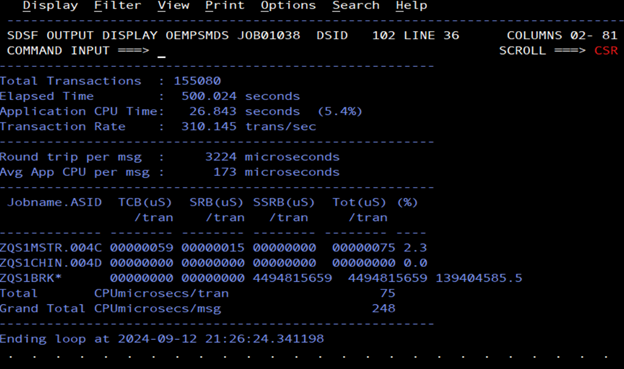 Display Filter View Print Options Search Help
-------------------------------------------------------------------------------
SDSF OUTPUT DISPLAY OEMPSMDS JOB01038 DSID 102 LINE 36 COLUMNS 02- 81
COMMAND INPUT ===> _ SCROLL ===> CSR
-------------------------------------------------------
Total Transactions : 155080
Elapsed Time : 500.024 seconds
Application CPU Time: 26.843 seconds (5.4%)
Transaction Rate : 310.145 trans/sec
-------------------------------------------------------
Round trip per msg : 3224 microseconds
Avg App CPU per msg : 173 microseconds
-------------------------------------------------------
Jobname.ASID TCB(uS) SRB(uS) SSRB(uS) Tot(uS) (%)
/tran /tran /tran /tran
------------- -------- -------- -------- -------- ----
ZQS1MSTR.004C 00000059 00000015 00000000 00000075 2.3
ZQS1CHIN.004D 00000000 00000000 00000000 00000000 0.0
ZQS1BRK* 00000000 00000000 4494815659 4494815659 139404585.5
Total CPUmicrosecs/tran 75
Grand Total CPUmicrosecs/msg 248
-------------------------------------------------------
Ending loop at 2024-09-12 21:26:24.341198
. . . . . . . . . . . . . . . . . . . . . . . . . .